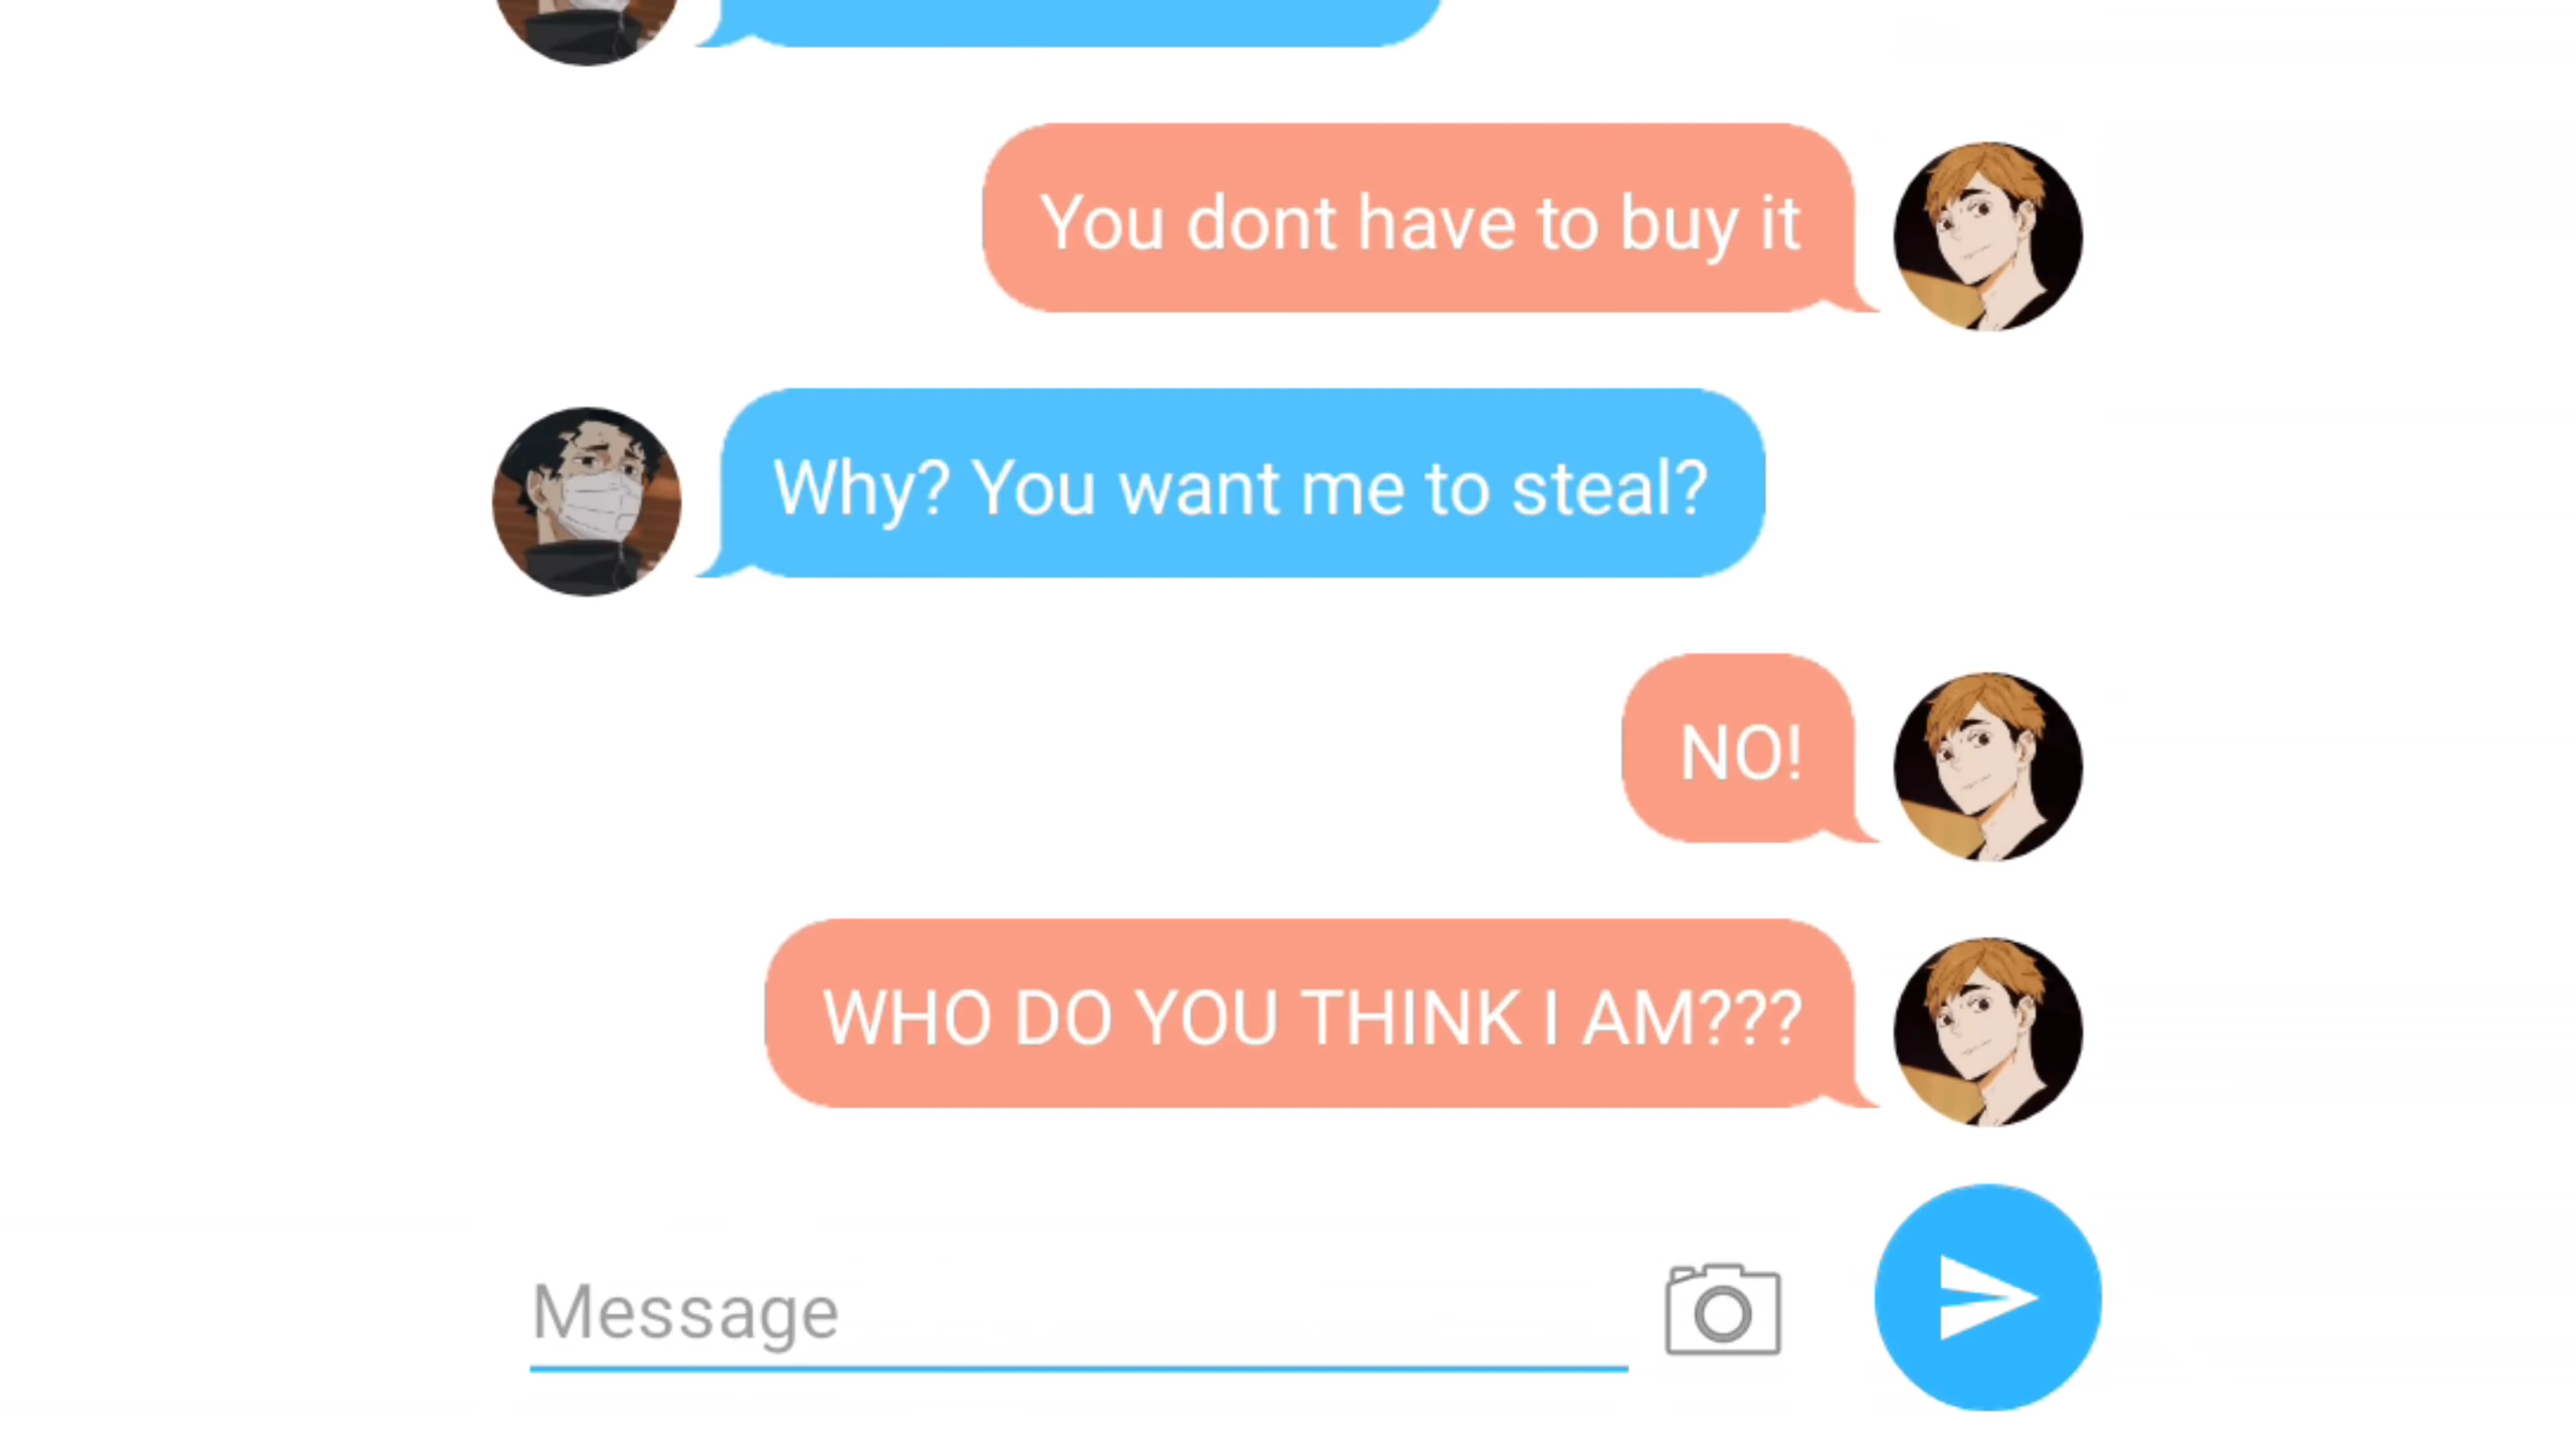 You dont have to buy it
Why? You want me to steal?
NO!
WHO DO YOU THINK I AM???
Message